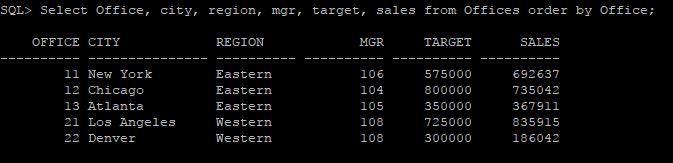 SQL> Select Office, city, region, mgr, target, sales from Offices order by Office;
OFFICE CITY REGION MGR TARGET SALES
---------- --------------- ---------- ---------- ---------- ----------
11 New York Eastern 106 575000 692637
12 Chicago Eastern 104 800000 735042
13 Atlanta Eastern 105 350000 367911
21 Los Angeles Western 108 725000 835915
22 Denver Western 108 300000 186042